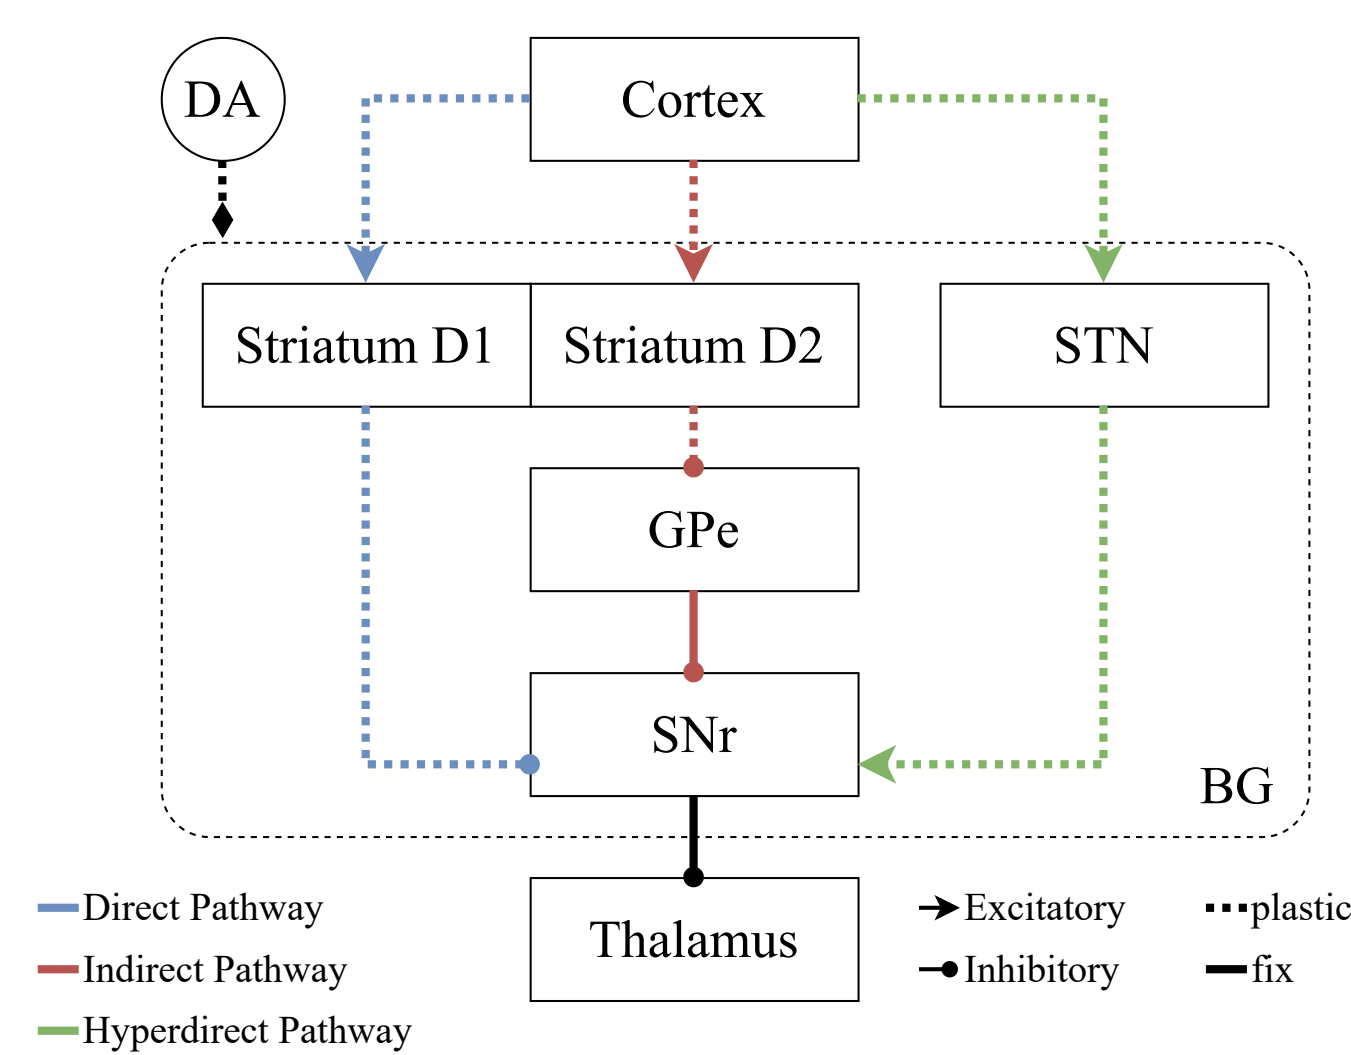 DA
Cortex
Striatum D1
Striatum D2
STN
GPe
SNr
BG
Thalamus
Direct Pathway
Indirect Pathway
Hyperdirect Pathway
Excitatory
Inhibitory
plastic
fix